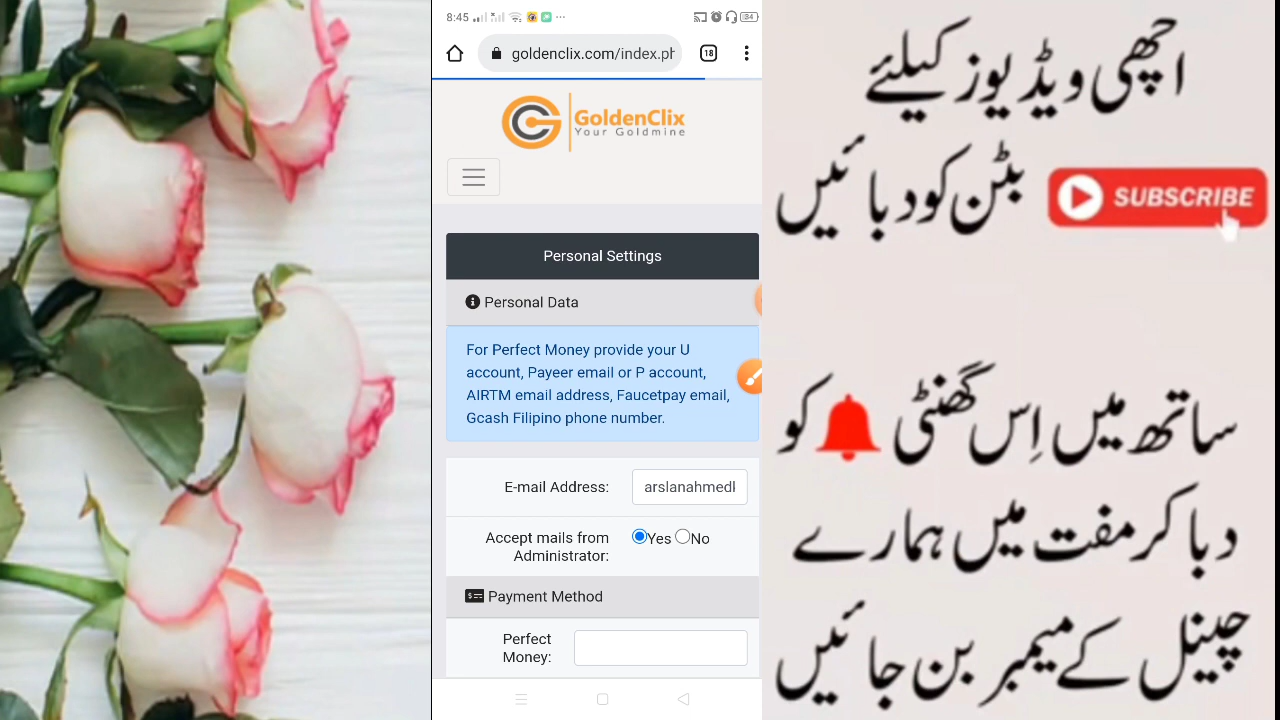 8:45
34
goldenclix.com/index.ph
18
GoldenClix
Your Goldmine
Personal Settings
Personal Data
For Perfect Money provide your U
account, Payeer email or P account,
AIRTM email address, Faucetpay email,
Gcash Filipino phone number.
E-mail Address: arslanahmedl
Accept mails from
Administrator:
Yes No
Payment Method
Perfect
Money:
اچھی ویڈیوز کیلئے
بٹن کو دبائیں
SUBSCRIBE
ساتھ میں اِس گھنٹی کو
دبا کر مفت میں ہمارے
چینل کے میمبر بن جائیں